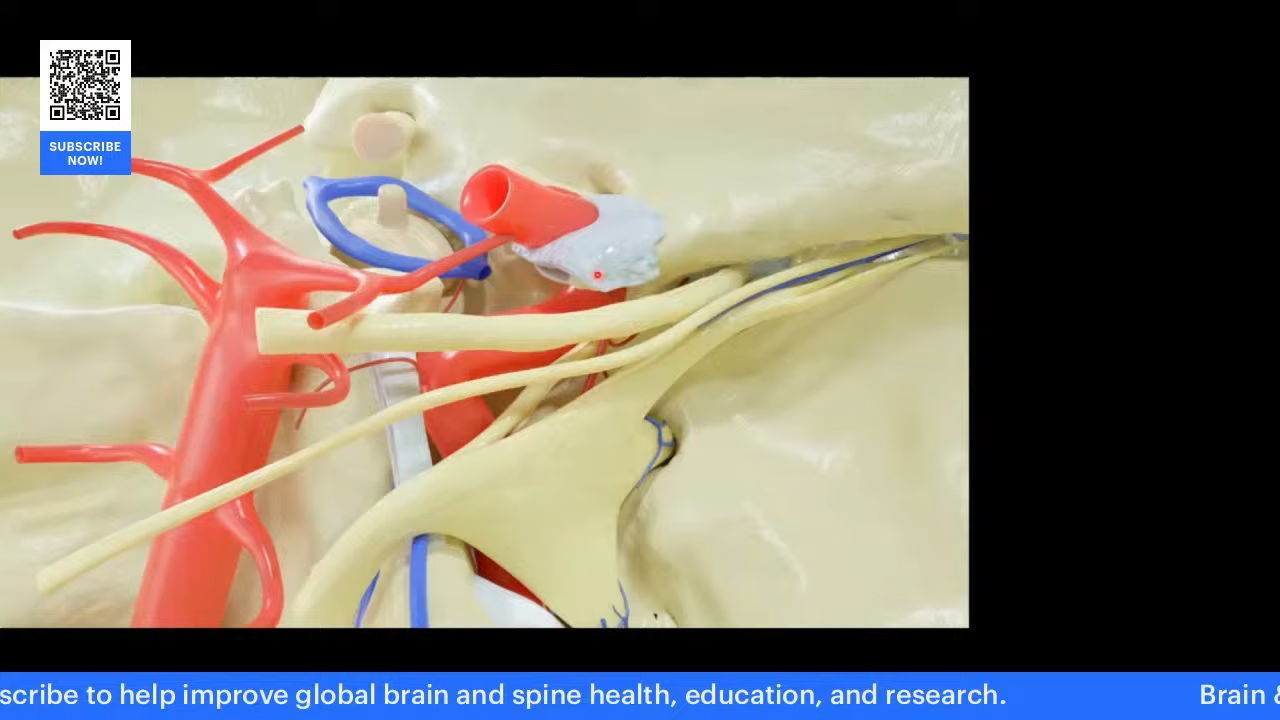 SUBSCRIBE
NOW!
scribe to help improve global brain and spine health, education, and research.
Brain &